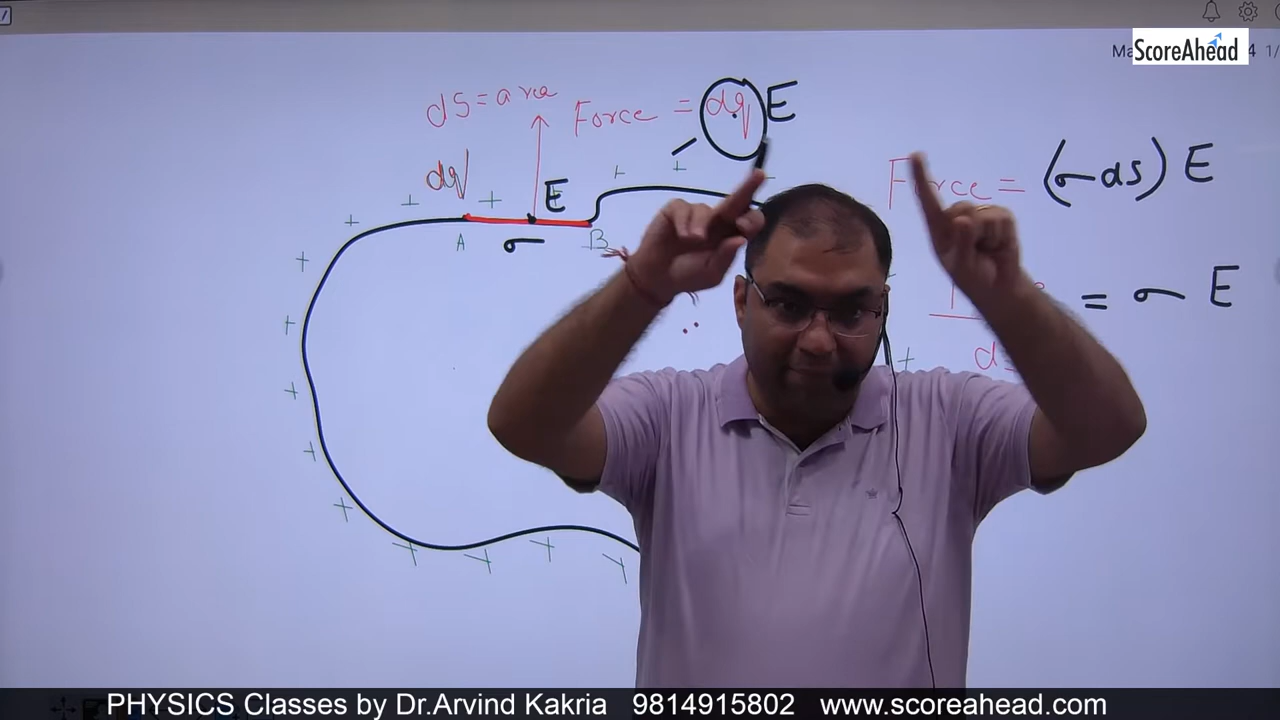 ScoreAhead
dS = area
Force = dq E
dq
E
Force = (σ ds) E
A
σ
B
= σ E
PHYSICS Classes by Dr.Arvind Kakria 9814915802 www.scoreahead.com